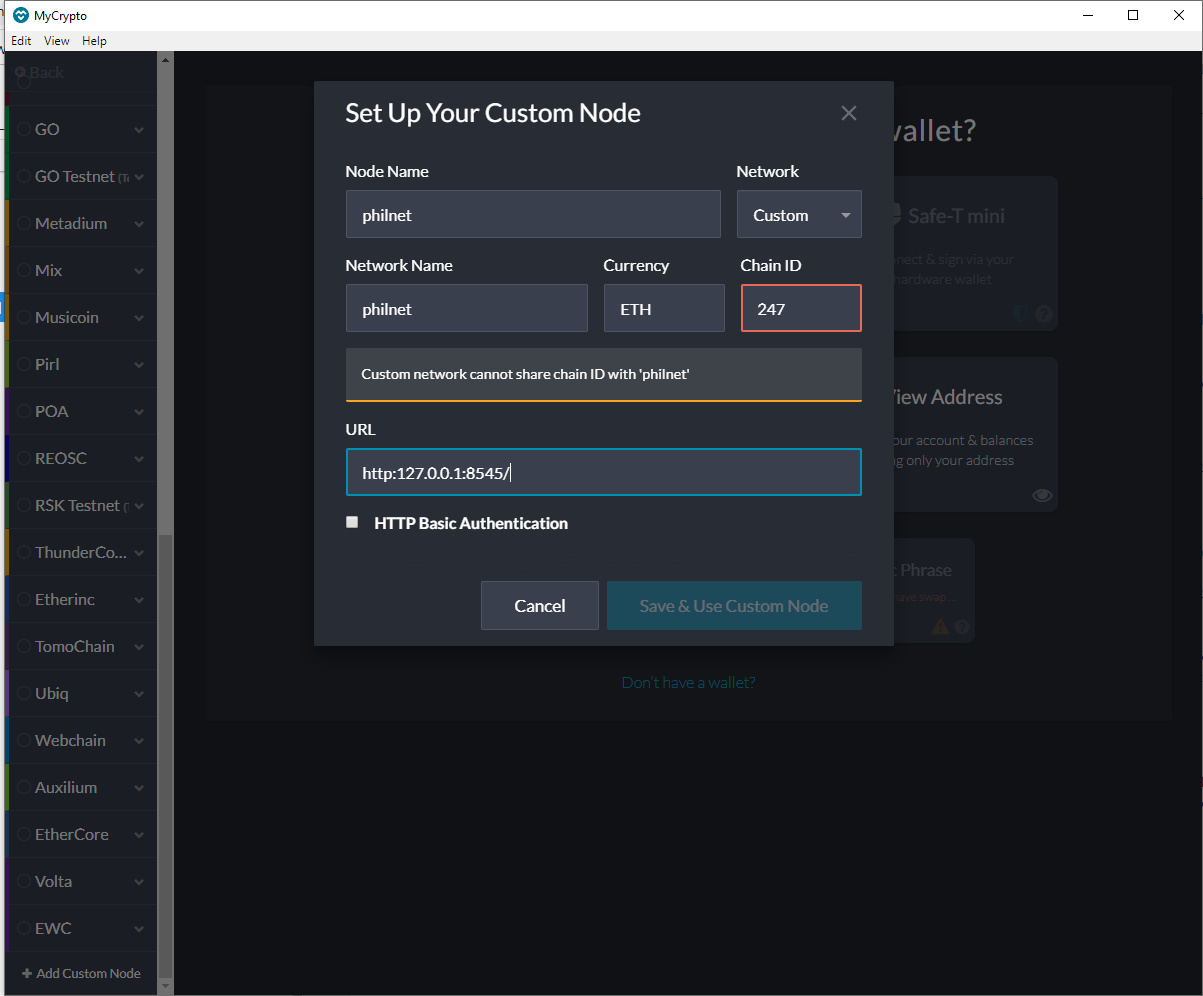 MyCrypto
Edit View Help
Back
GO
GO Testnet
Metadium
Mix
Musicoin
Pirl
POA
REOSC
RSK Testnet
ThunderCo...
Etherinc
TomoChain
Ubiq
Webchain
Auxilium
EtherCore
Volta
EWC
+ Add Custom Node
Set Up Your Custom Node
Node Name
Network
philnet
Custom
Network Name
Currency
Chain ID
philnet
ETH
247
Custom network cannot share chain ID with 'philnet'
URL
http:127.0.0.1:8545/
HTTP Basic Authentication
Cancel
Save & Use Custom Node
wallet?
Safe-T mini
nnect & sign via your
hardware wallet
View Address
our account & balances
g only your address
Phrase
have swap ...
Don't have a wallet?